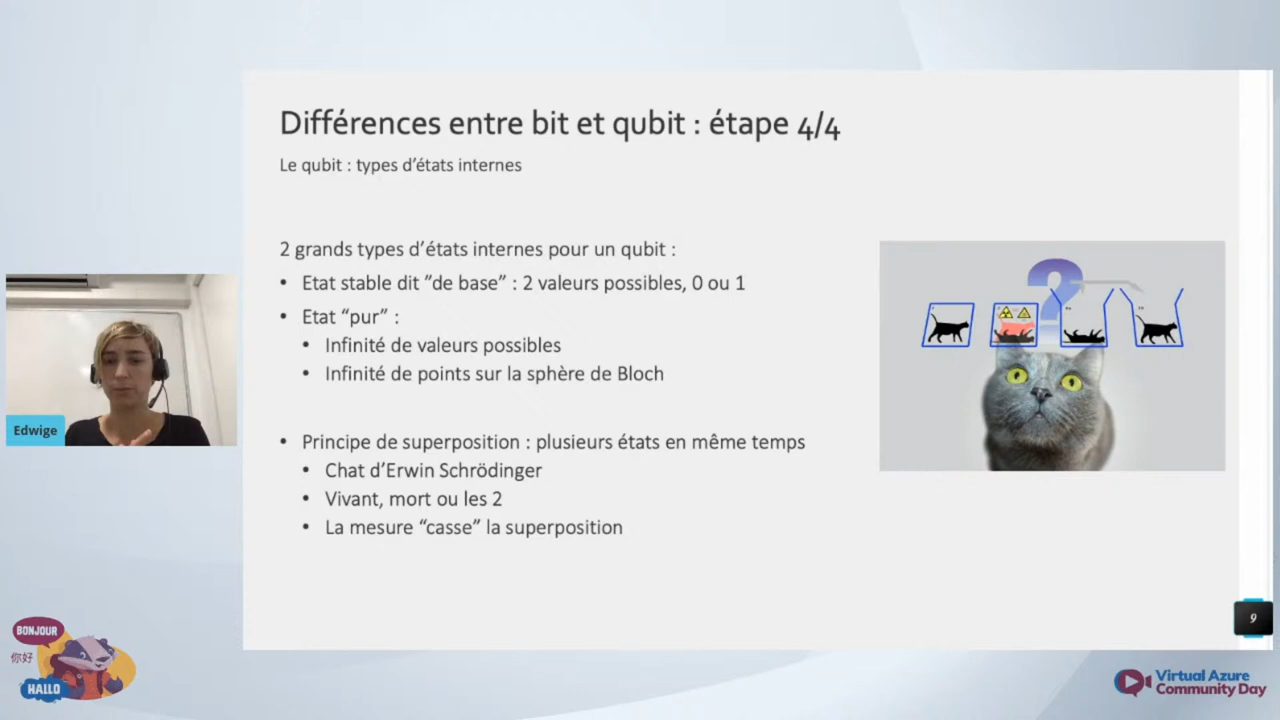 Différences entre bit et qubit : étape 4/4
Le qubit : types d’états internes
2 grands types d’états internes pour un qubit :
• Etat stable dit ”de base” : 2 valeurs possibles, 0 ou 1
• Etat “pur” :
• Infinité de valeurs possibles
• Infinité de points sur la sphère de Bloch
• Principe de superposition : plusieurs états en même temps
• Chat d’Erwin Schrödinger
• Vivant, mort ou les 2
• La mesure “casse” la superposition
?
Edwige
9
BONJOUR
你好
HALLO
Virtual Azure
Community Day